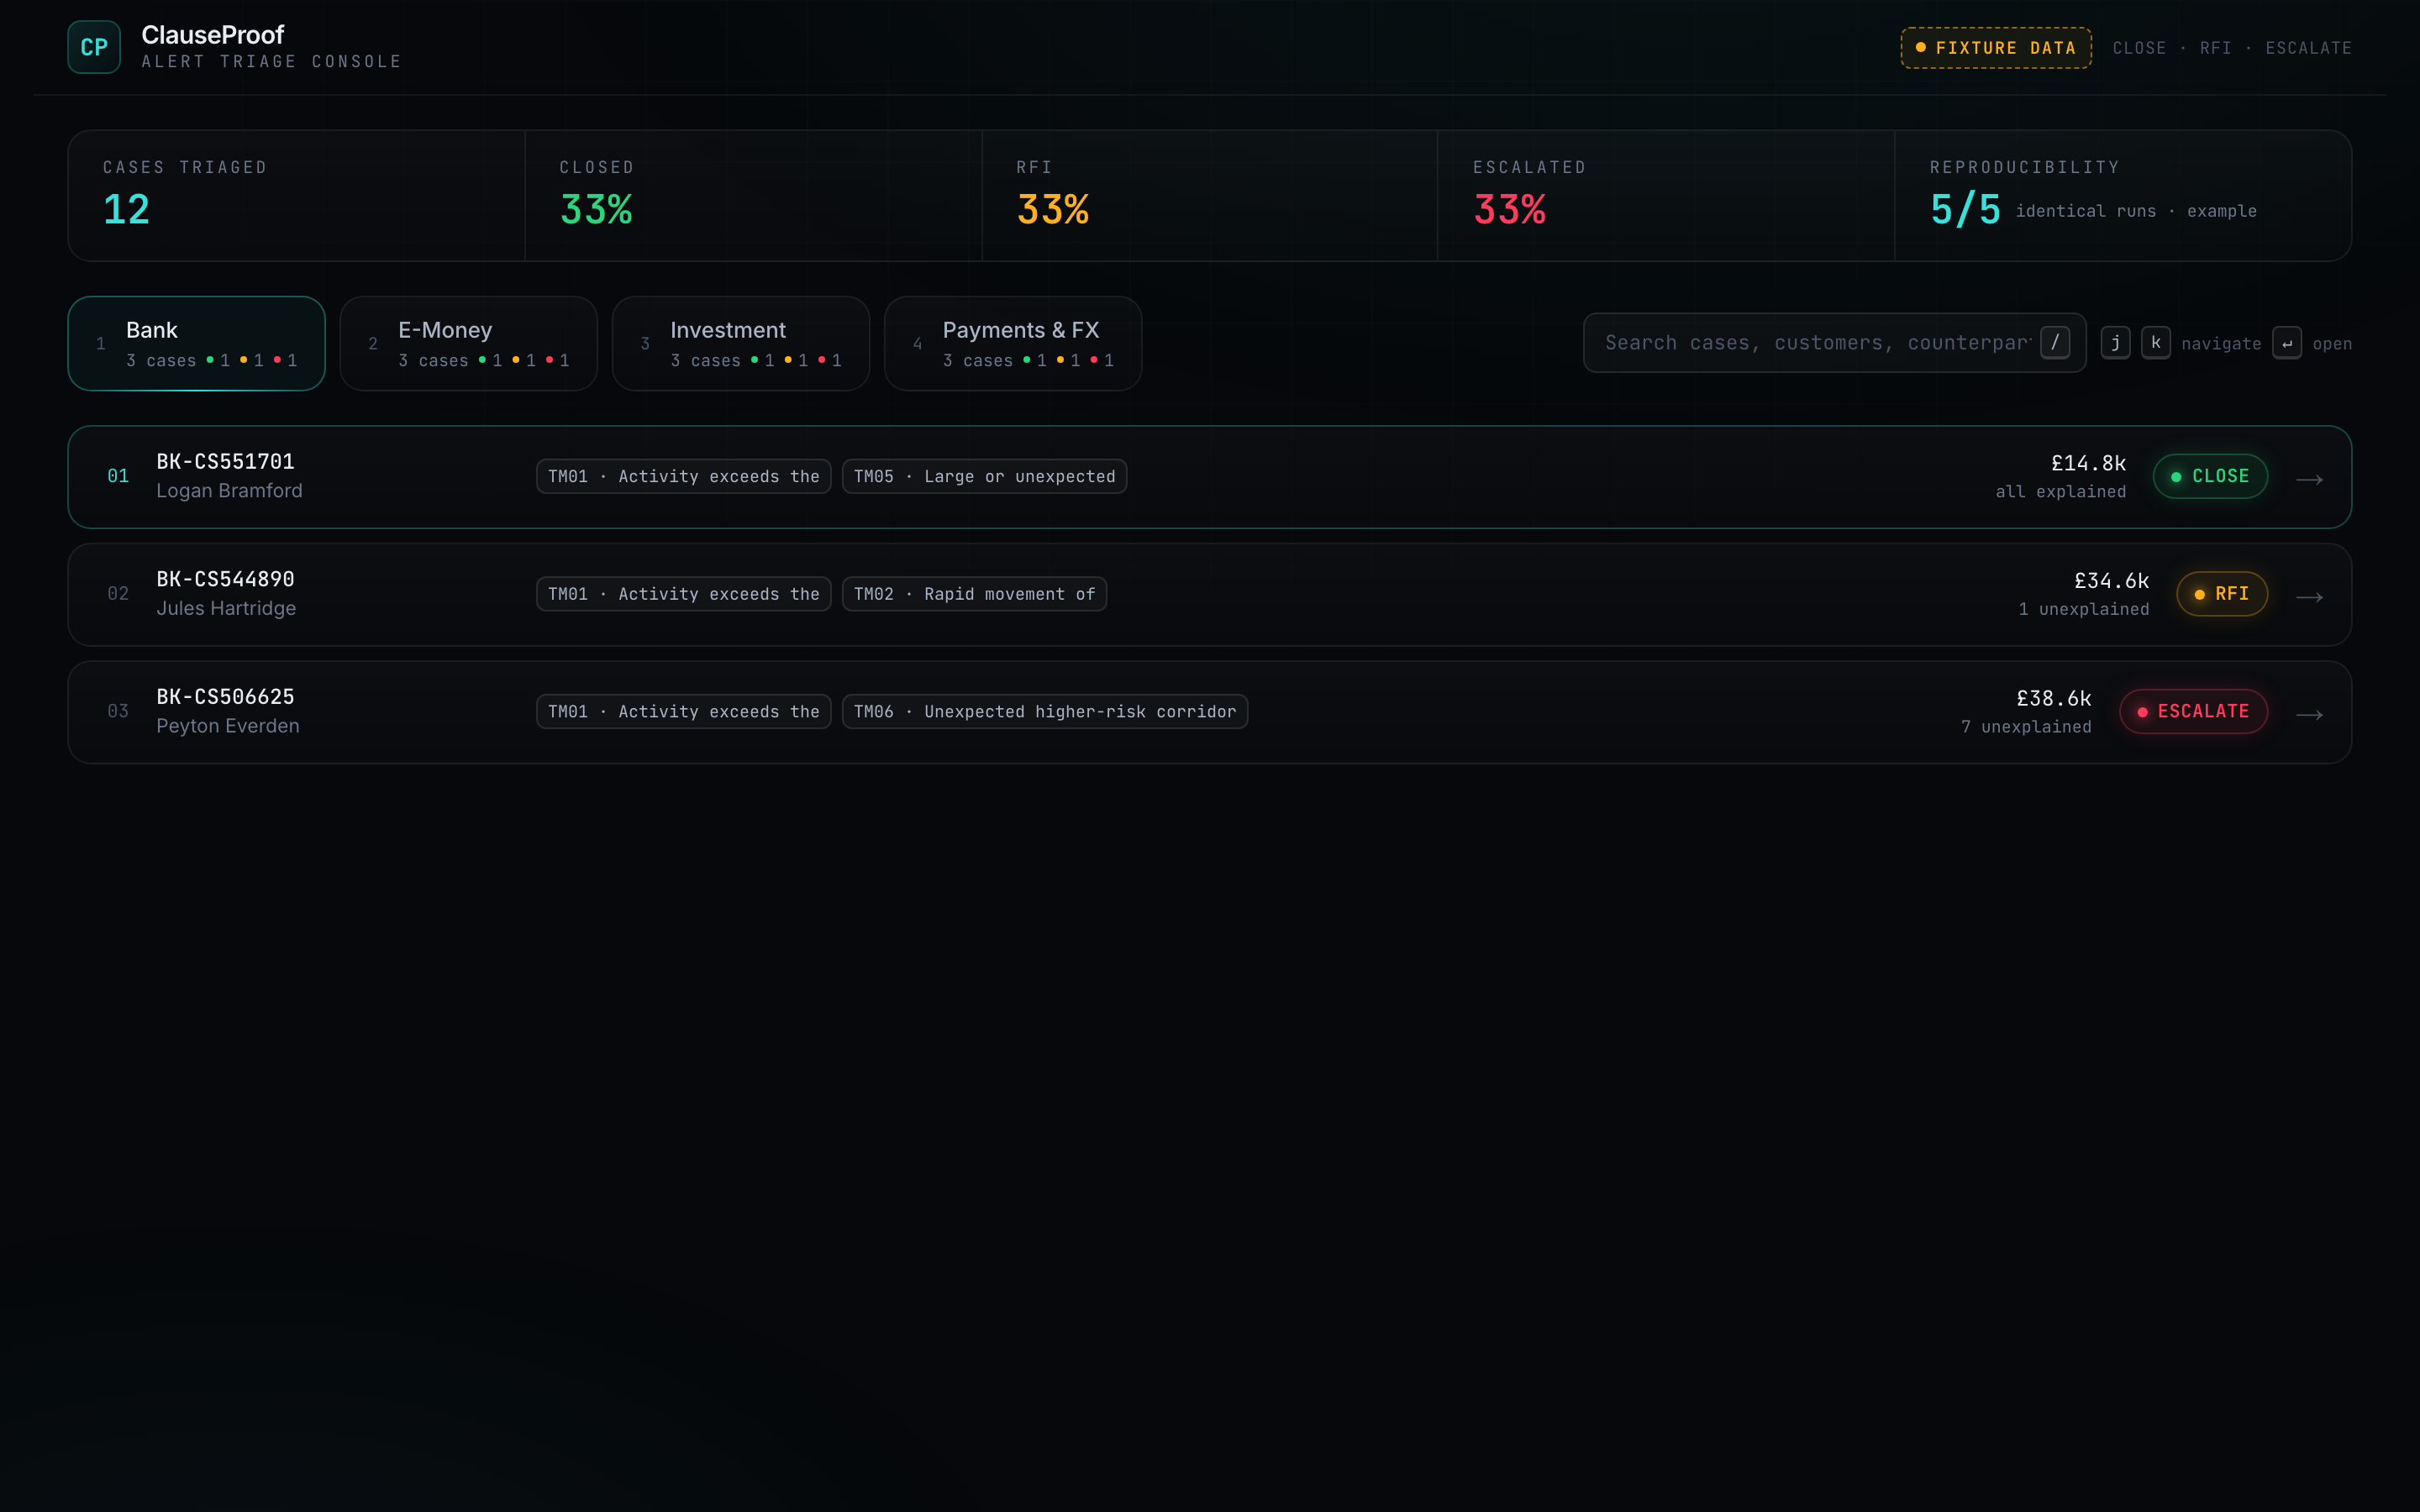 CP
ClauseProof
ALERT TRIAGE CONSOLE
FIXTURE DATA
CLOSE · RFI · ESCALATE
CASES TRIAGED
12
CLOSED
33%
RFI
33%
ESCALATED
33%
REPRODUCIBILITY
5/5 identical runs · example
1 Bank
3 cases 1 1 1
2 E-Money
3 cases 1 1 1
3 Investment
3 cases 1 1 1
4 Payments & FX
3 cases 1 1 1
Search cases, customers, counterpar /
j k navigate ↵ open
01 BK-CS551701
Logan Bramford
TM01 · Activity exceeds the
TM05 · Large or unexpected
£14.8k
all explained
CLOSE →
02 BK-CS544890
Jules Hartridge
TM01 · Activity exceeds the
TM02 · Rapid movement of
£34.6k
1 unexplained
RFI →
03 BK-CS506625
Peyton Everden
TM01 · Activity exceeds the
TM06 · Unexpected higher-risk corridor
£38.6k
7 unexplained
ESCALATE →